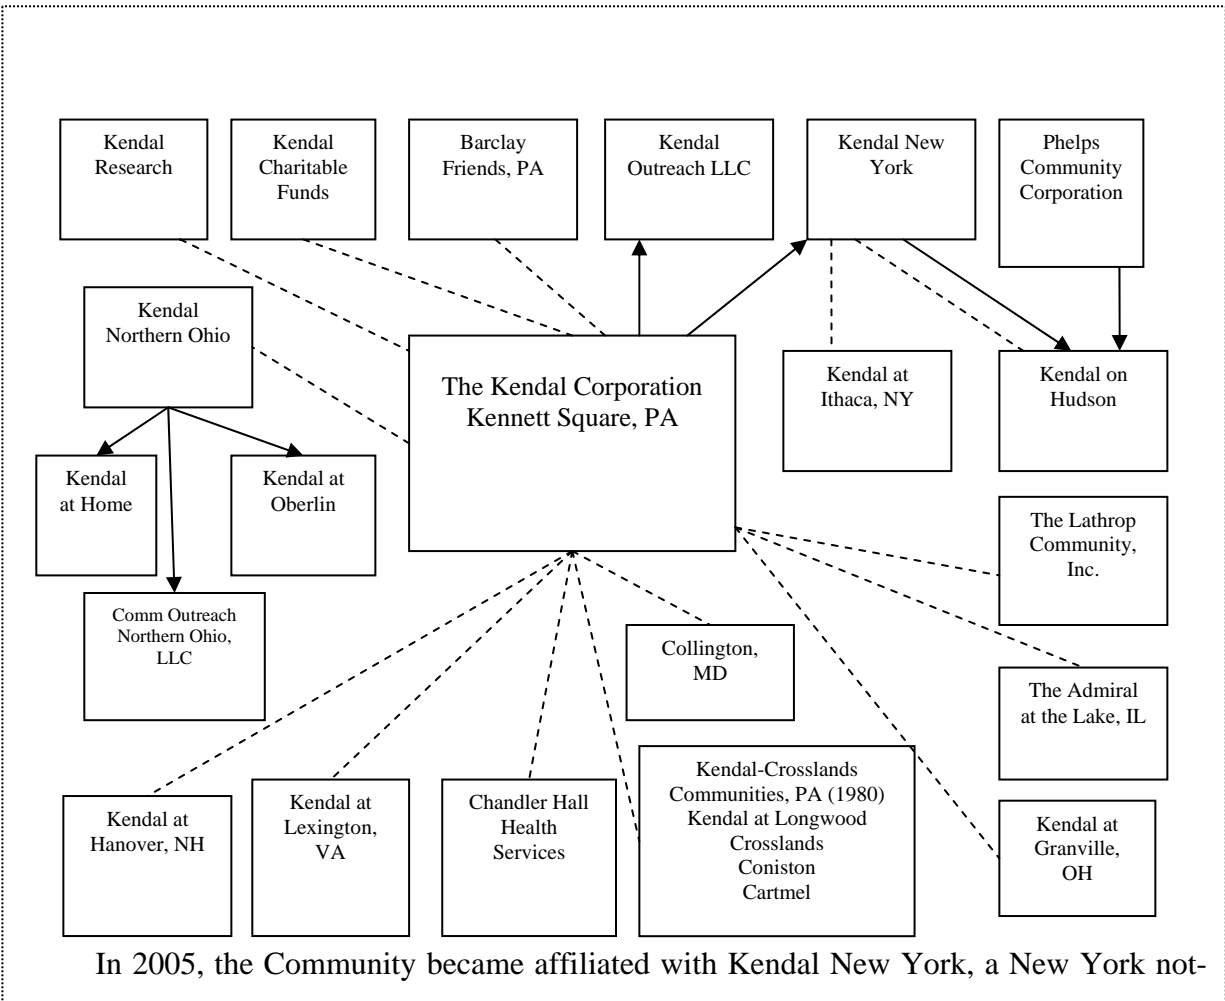 Kendal
Research
Kendal
Charitable
Funds
Barclay
Friends, PA
Kendal
Outreach LLC
Kendal New
York
Phelps
Community
Corporation
Kendal
Northern Ohio
The Kendal Corporation
Kennett Square, PA
Kendal at
Ithaca, NY
Kendal on
Hudson
Kendal
at Home
Kendal at
Oberlin
The Lathrop
Community,
Inc.
Comm Outreach
Northern Ohio,
LLC
Collington,
MD
The Admiral
at the Lake, IL
Kendal at
Hanover, NH
Kendal at
Lexington,
VA
Chandler Hall
Health
Services
Kendal-Crosslands
Communities, PA (1980)
Kendal at Longwood
Crosslands
Coniston
Cartmel
Kendal at
Granville,
OH
In 2005, the Community became affiliated with Kendal New York, a New York not-